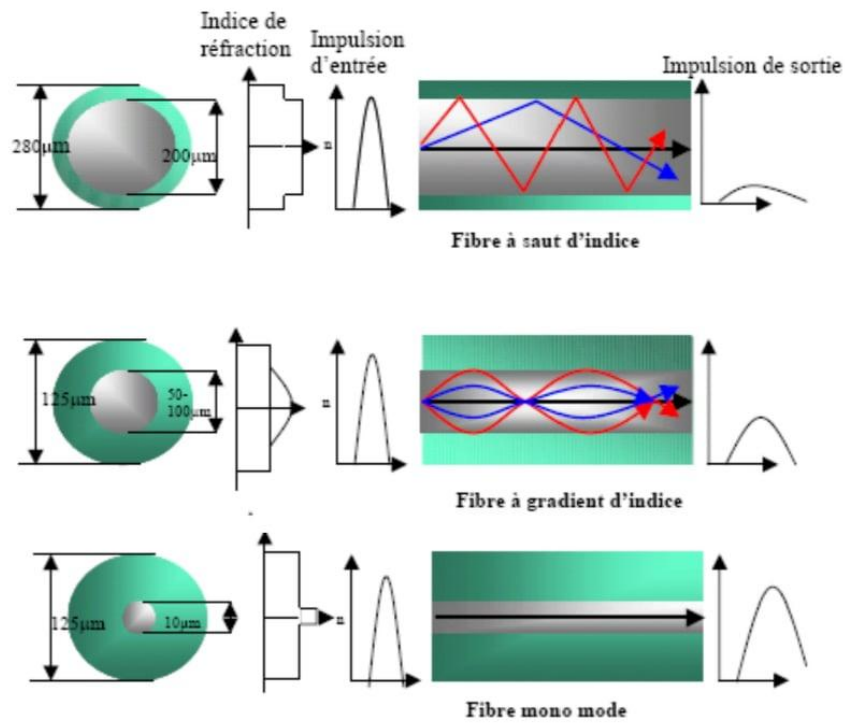 Indice de
réfraction
Impulsion
d'entrée
Impulsion de sortie
280µm
200µm
n
Fibre à saut d'indice
125µm
50-
100µm
n
Fibre à gradient d'indice
125µm
10µm
n
Fibre mono mode